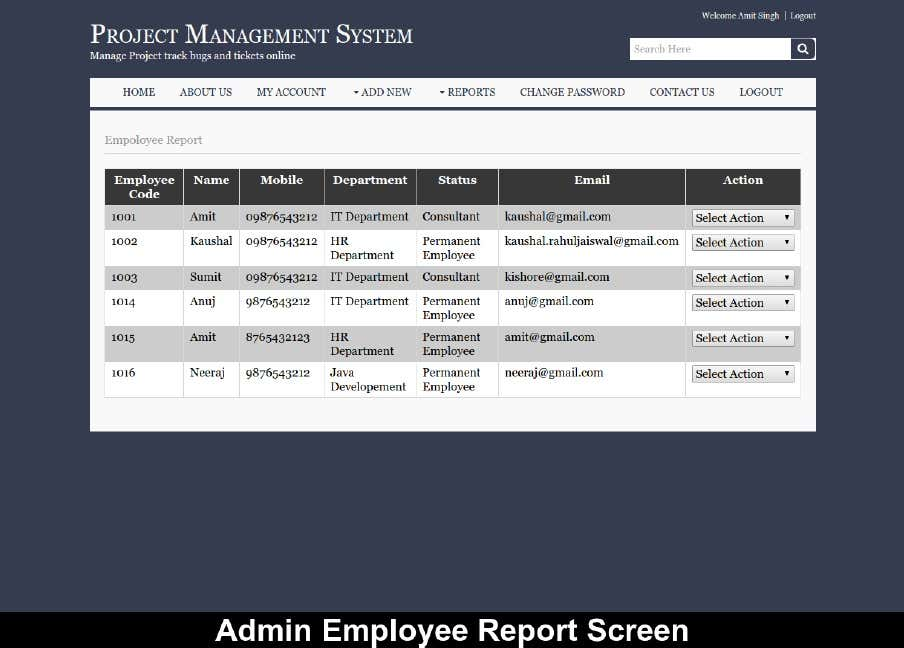 Welcome Amit Singh | Logout
Project Management System
Manage Project track bugs and tickets online
Search Here
HOME ABOUT US MY ACCOUNT ADD NEW REPORTS CHANGE PASSWORD CONTACT US LOGOUT
Empoloyee Report
Employee Code Name Mobile Department Status Email Action
1001 Amit 09876543212 IT Department Consultant kaushal@gmail.com Select Action
1002 Kaushal 09876543212 HR Department Permanent Employee kaushal.rahuljaiswal@gmail.com Select Action
1003 Sumit 09876543212 IT Department Consultant kishore@gmail.com Select Action
1014 Anuj 9876543212 IT Department Permanent Employee anuj@gmail.com Select Action
1015 Amit 8765432123 HR Department Permanent Employee amit@gmail.com Select Action
1016 Neeraj 9876543212 Java Developement Permanent Employee neeraj@gmail.com Select Action
Admin Employee Report Screen